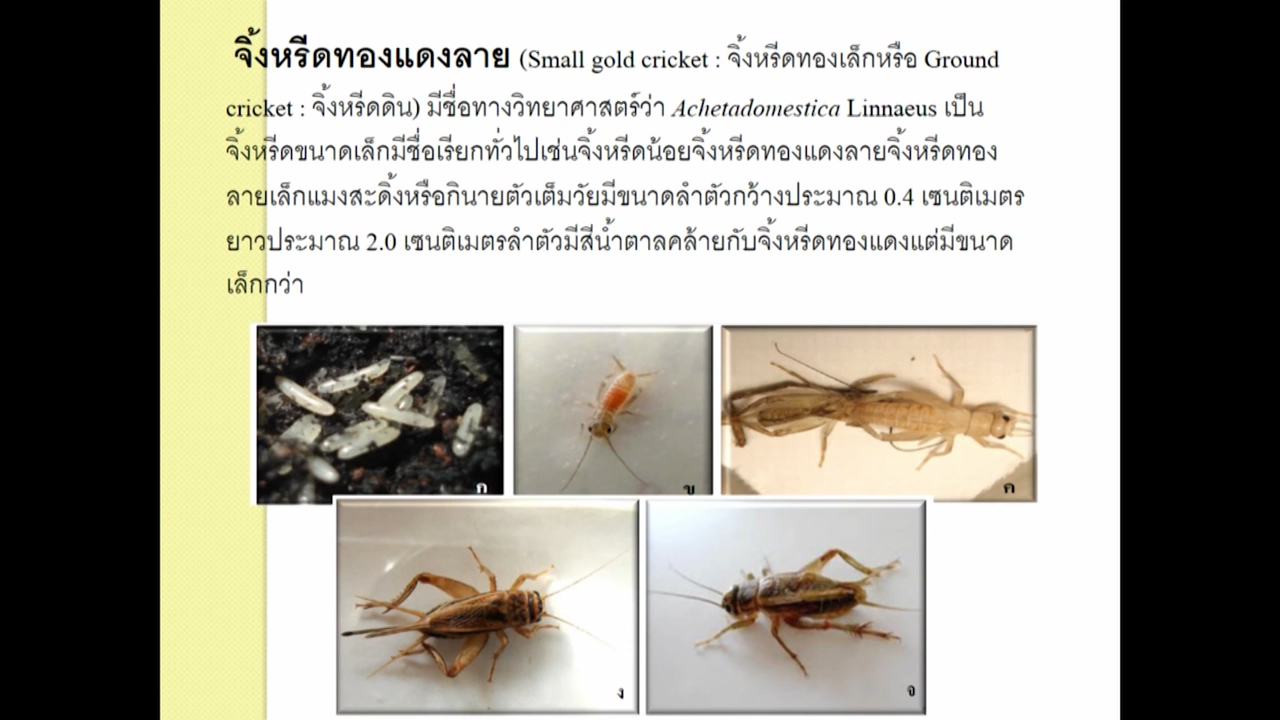 จิ้งหรีดทองแดงลาย (Small gold cricket : จิ้งหรีดทองเล็กหรือ Ground
cricket : จิ้งหรีดดิน) มีชื่อทางวิทยาศาสตร์ว่า Achetadomestica Linnaeus เป็น
จิ้งหรีดขนาดเล็กมีชื่อเรียกทั่วไปเช่นจิ้งหรีดน้อยจิ้งหรีดทองแดงลายจิ้งหรีดทอง
ลายเล็กแมงสะดิ้งหรือกินายตัวเต็มวัยมีขนาดลำตัวกว้างประมาณ 0.4 เซนติเมตร
ยาวประมาณ 2.0 เซนติเมตรลำตัวมีสีน้ำตาลคล้ายกับจิ้งหรีดทองแดงแต่มีขนาด
เล็กกว่า
ก
ข
ค
ง
จ